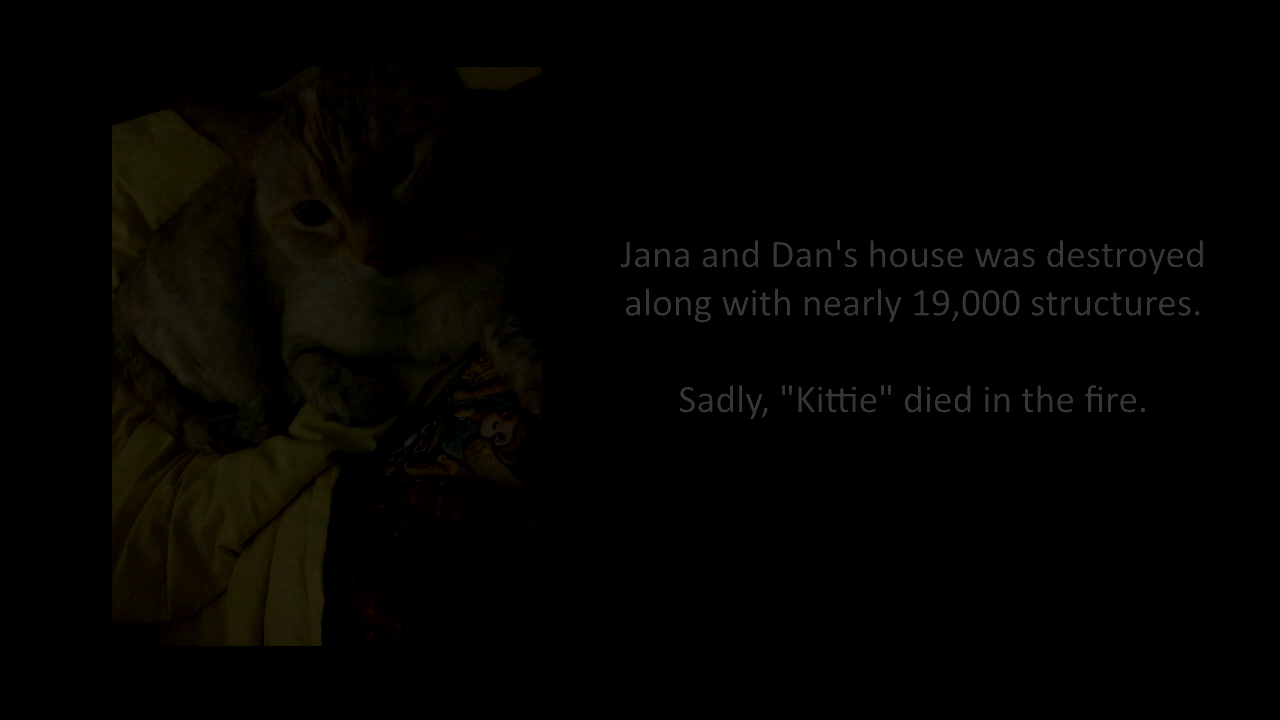 Jana and Dan's house was destroyed
along with nearly 19,000 structures.
Sadly, "Kittie" died in the fire.